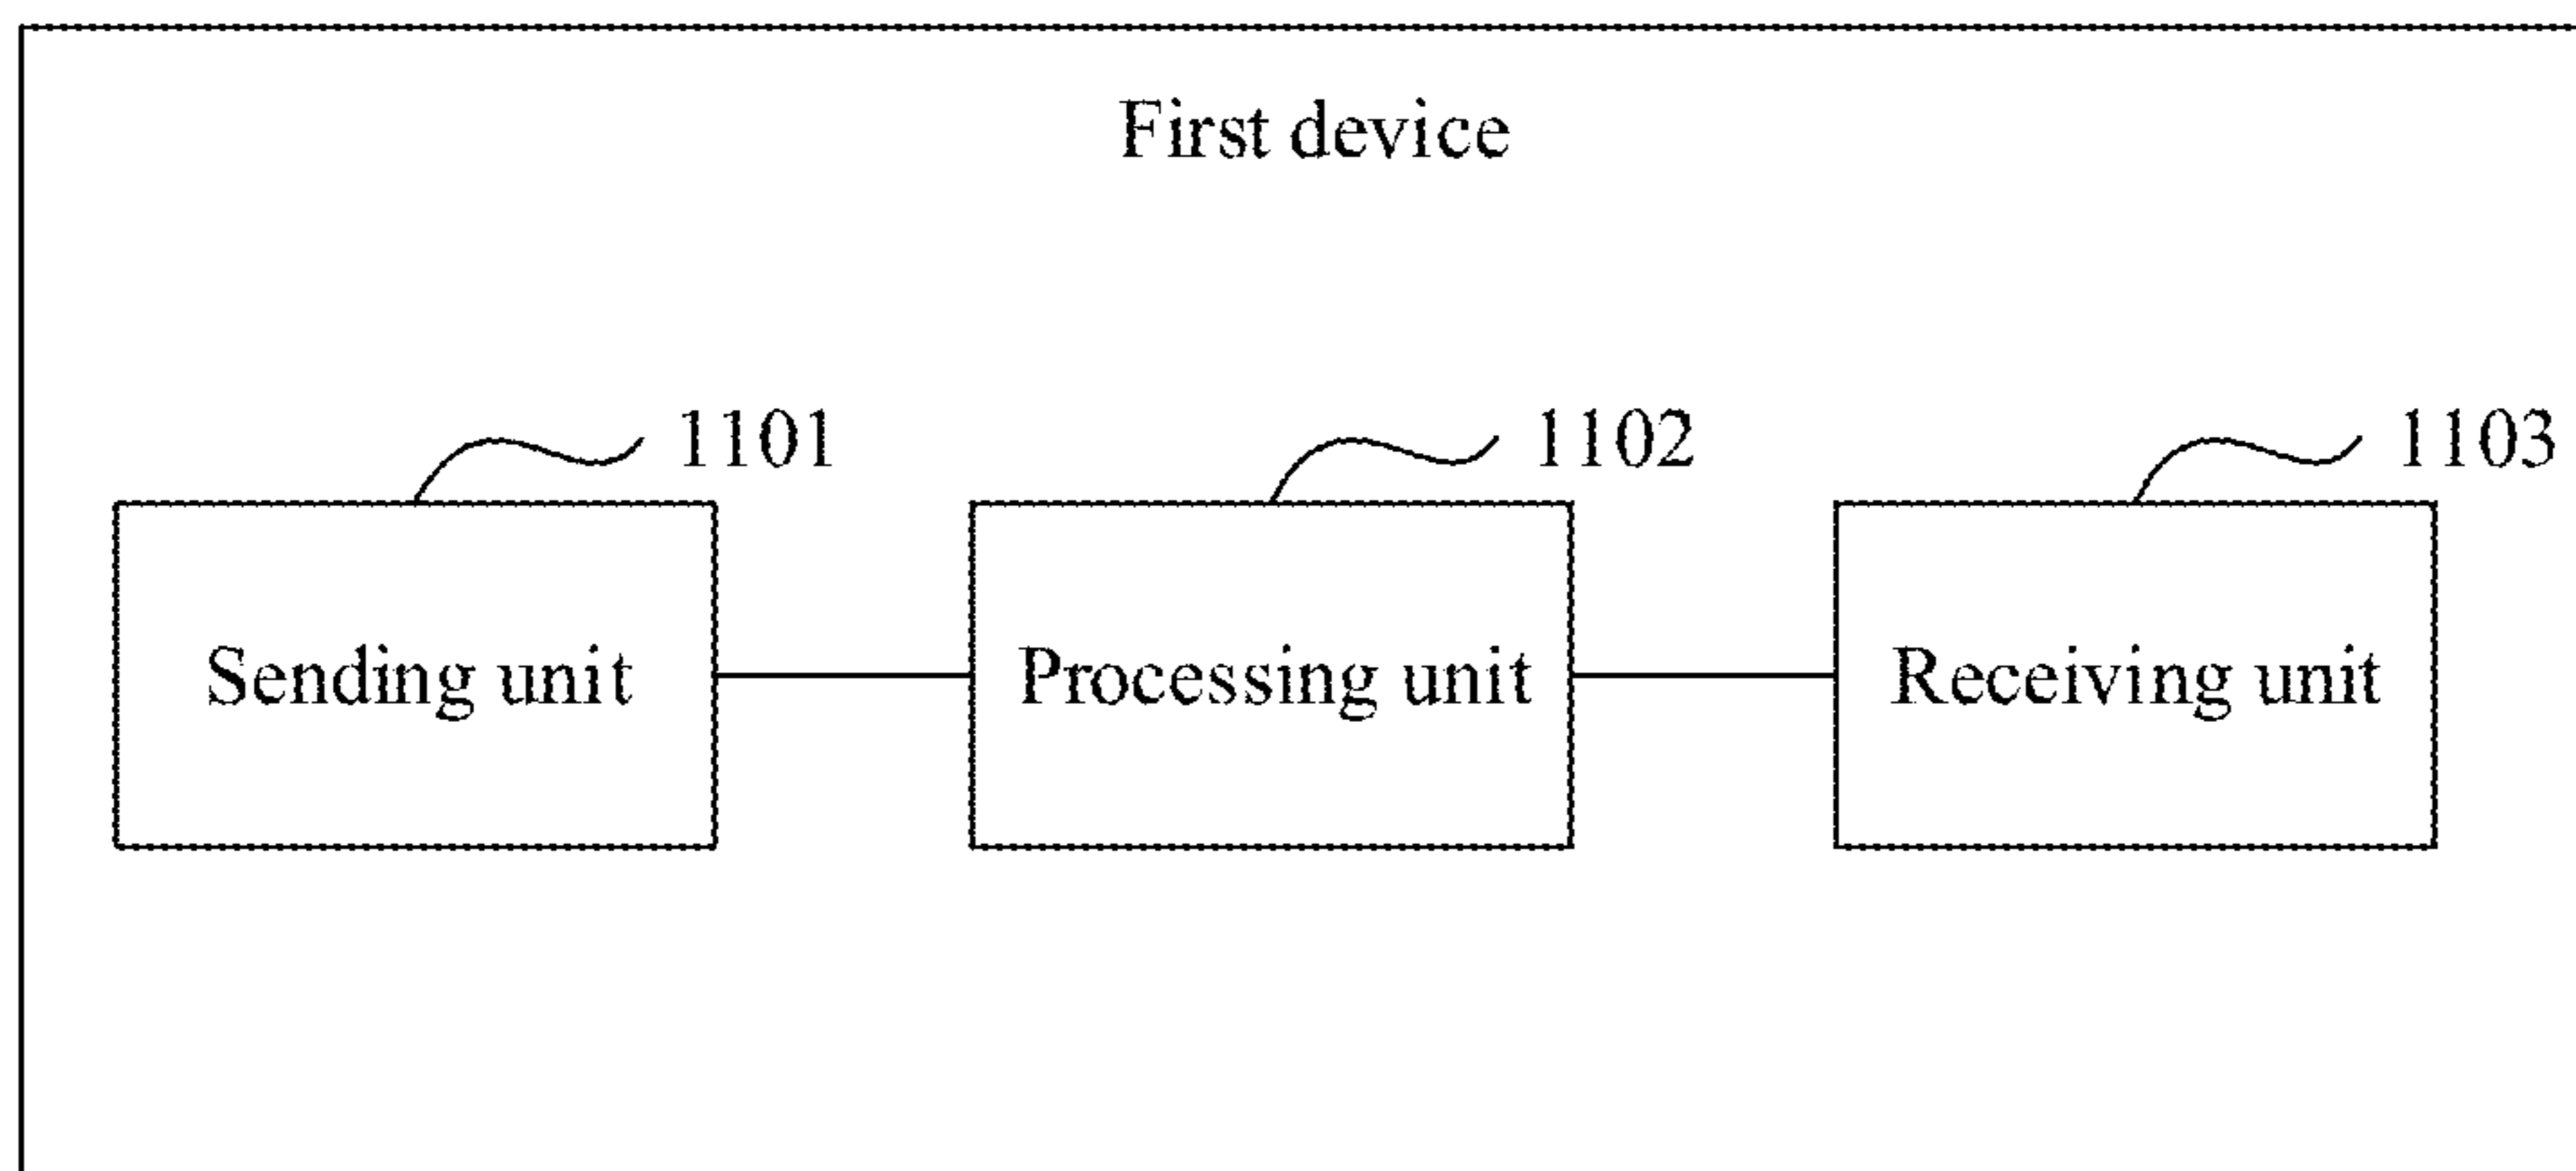 First device
1101 1102 1103
Sending unit Processing unit Receiving unit